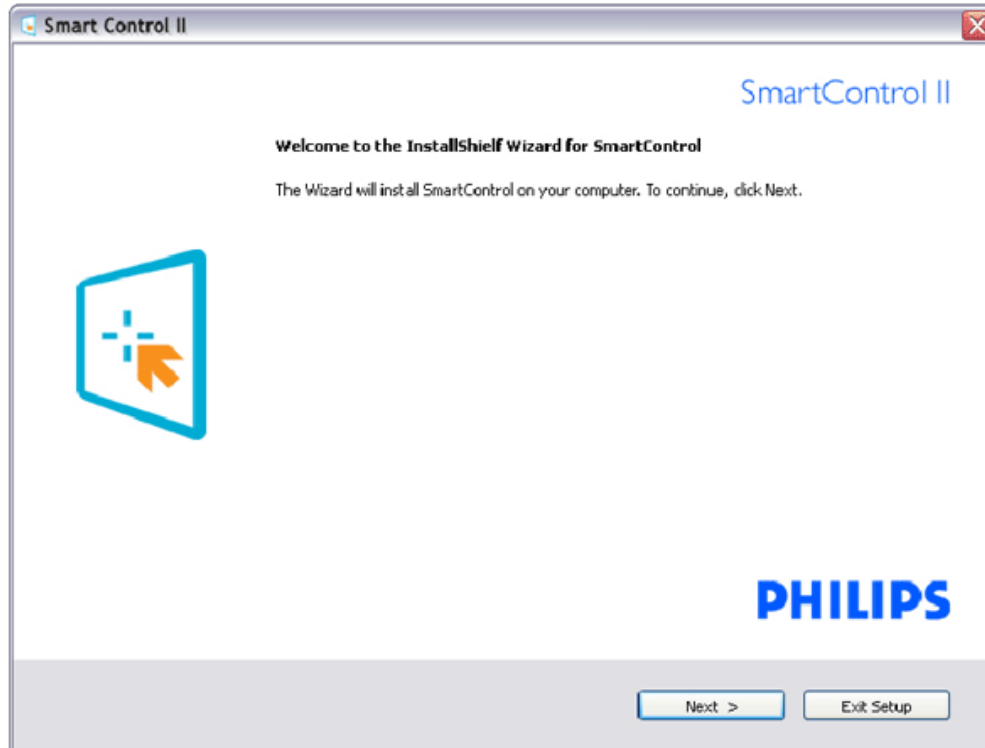 Smart Control II
SmartControl II
Welcome to the InstallShield Wizard for SmartControl
The Wizard will install SmartControl on your computer. To continue, click Next.
PHILIPS
Next >
Exit Setup